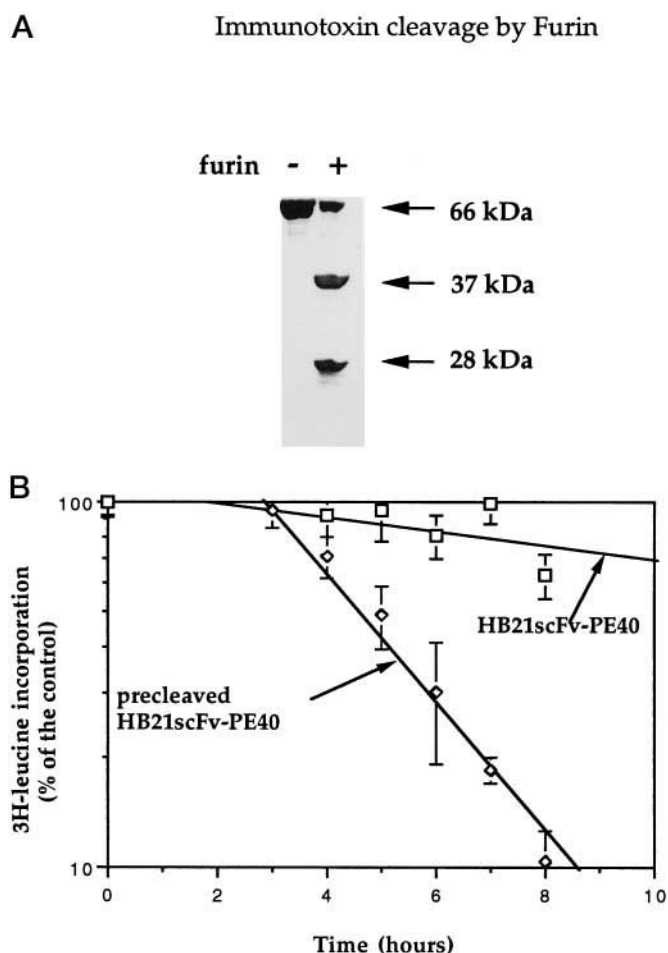 A
Immunotoxin cleavage by Furin
furin - +
66 kDa
37 kDa
28 kDa
B
100
10
3H-leucine incorporation
(% of the control)
HB21scFv-PE40
precleaved
HB21scFv-PE40
0 2 4 6 8 10
Time (hours)